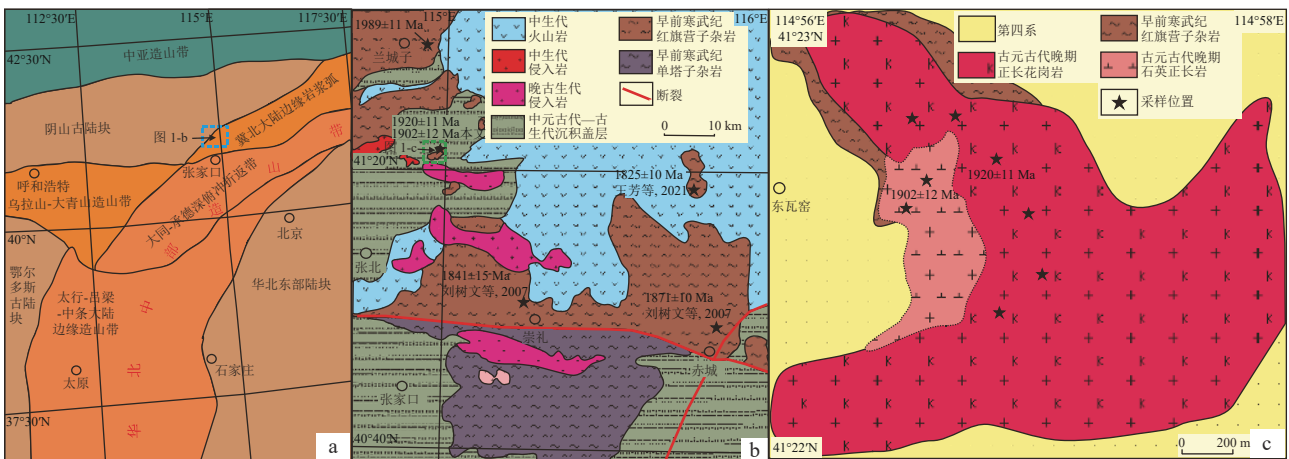 112°30′E
115°E
117°30′E
42°30′N
中亚造山带
阴山古陆块
图 1-b
冀北大陆边缘岩浆弧
张家口
呼和浩特
乌拉山-大青山造山带
大同-承德深俯冲折返带
40°N
北京
鄂尔
多斯
古陆
块
太行-吕梁
-中条大陆
边缘造山带
华北东部陆块
华北中部造山带
石家庄
太原
37°30′N
a
1989±11 Ma
115°E
116°E
兰城子
中生代
火山岩
早前寒武纪
红旗营子杂岩
中生代
侵入岩
早前寒武纪
单塔子杂岩
晚古生代
侵入岩
断裂
中元古代—古
生代沉积盖层
0
10 km
1920±11 Ma
1902±12 Ma本文
图 1-c
41°20′N
1825±10 Ma
王芳等, 2021
张北
1841±15 Ma
刘树文等, 2007
1871±10 Ma
刘树文等, 2007
崇礼
赤城
张家口
40°40′N
b
114°56′E
41°23′N
114°58′E
第四系
早前寒武纪
红旗营子杂岩
古元古代晚期
正长花岗岩
古元古代晚期
石英正长岩
采样位置
1920±11 Ma
1902±12 Ma
东瓦窑
41°22′N
0
200 m
c